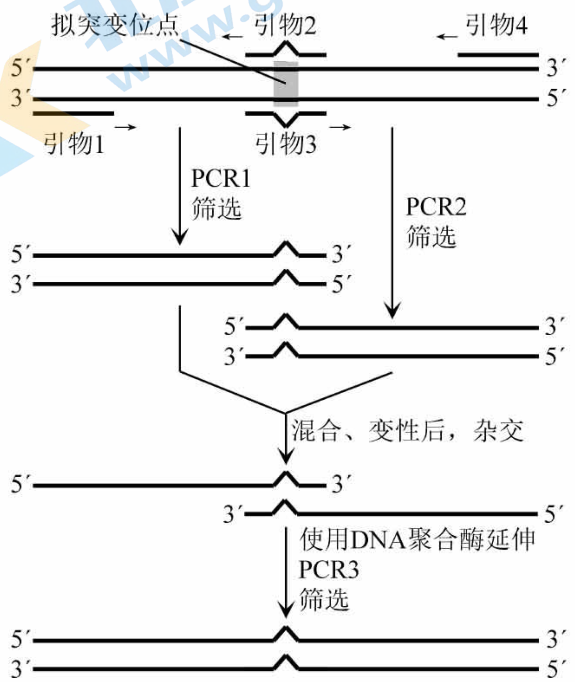 拟突变位点
引物2
引物4
5′
3′
3′
5′
引物1
引物3
PCR1
筛选
PCR2
筛选
5′
3′
3′
5′
5′
3′
3′
5′
混合、变性后，杂交
5′
3′
3′
5′
使用DNA聚合酶延伸
PCR3
筛选
5′
3′
3′
5′